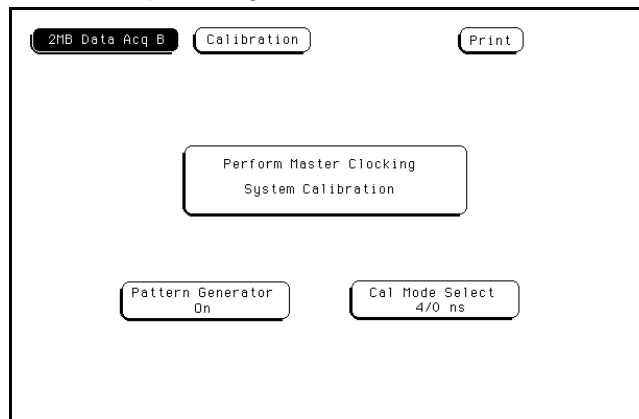 2MB Data Acq B Calibration Print
Perform Master Clocking
System Calibration
Pattern Generator Cal Mode Select
On 4/0 ns